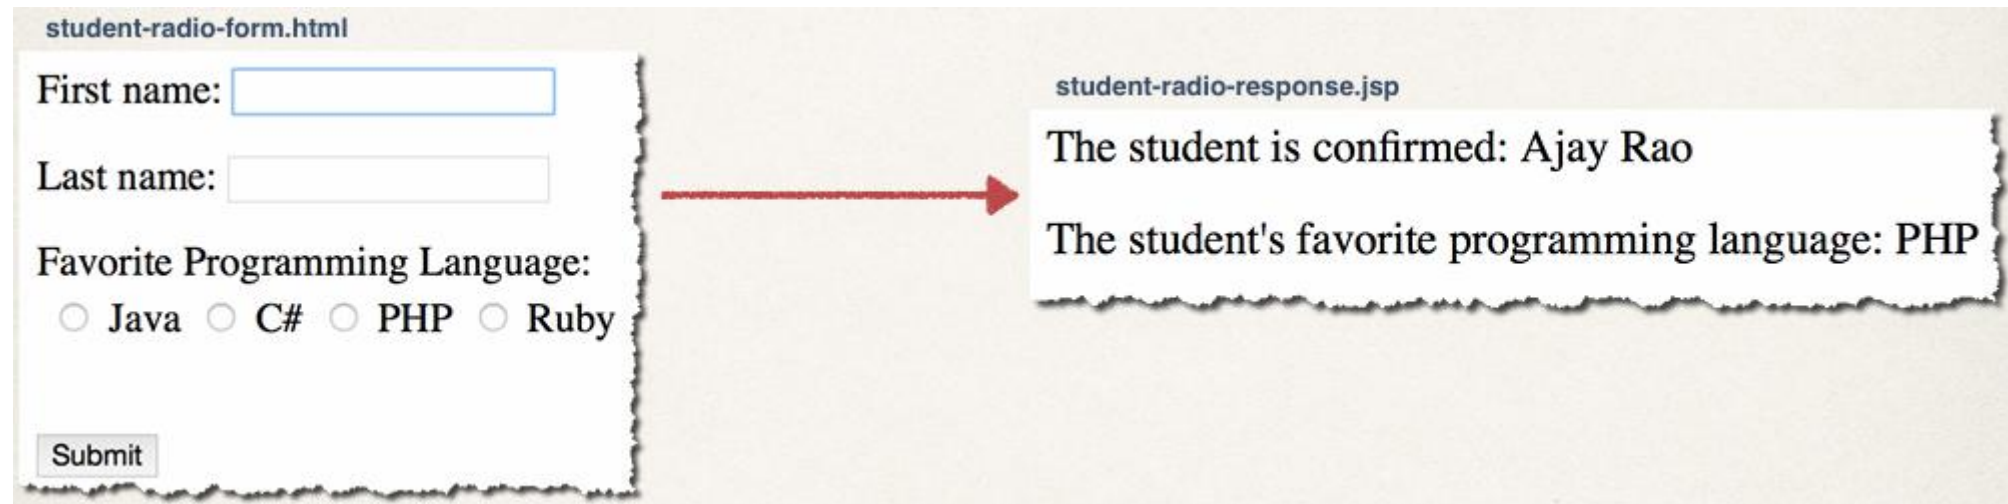 student-radio-form.html
First name:
Last name:
Favorite Programming Language:
Java C# PHP Ruby
Submit
student-radio-response.jsp
The student is confirmed: Ajay Rao
The student's favorite programming language: PHP